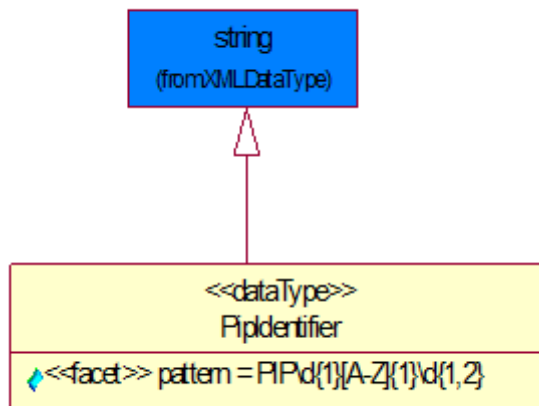 string
(fromXMLDataType)
<<dataType>>
PipIdentifier
<<facet>> pattern = PIP\d{1}[A-Z]{1}\d{1,2}